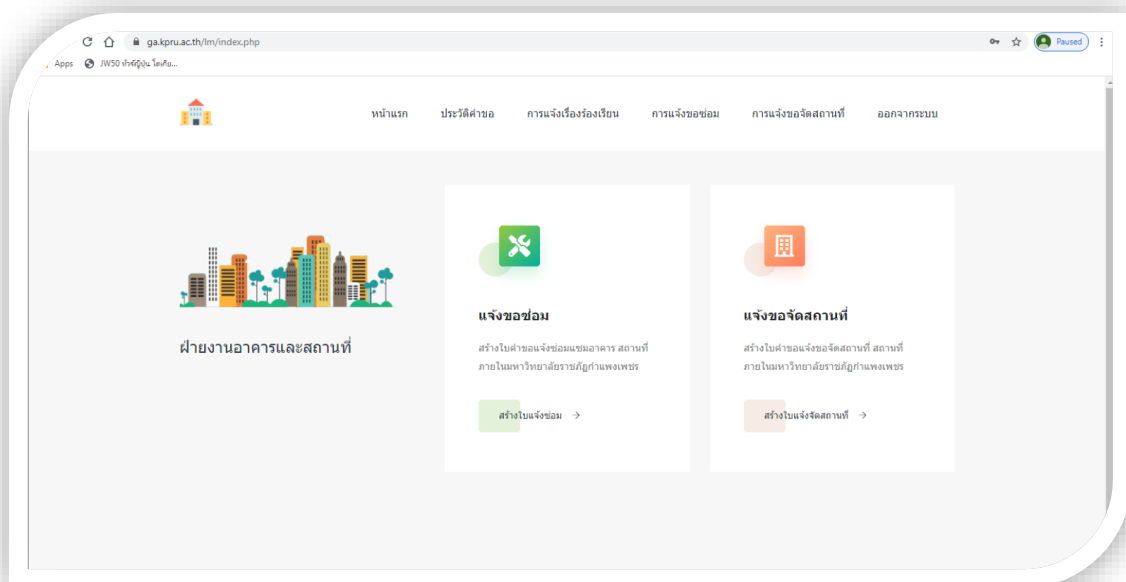 ga.kpru.ac.th/lm/index.php
Paused
Apps
หน้าแรก ประวัติคำขอ การแจ้งเรื่องร้องเรียน การแจ้งขอซ่อม การแจ้งขอจัดสถานที่ ออกจากระบบ
ฝ่ายงานอาคารและสถานที่
แจ้งขอซ่อม
สร้างใบคำขอแจ้งซ่อมแซมอาคาร สถานที่
ภายในมหาวิทยาลัยราชภัฏกำแพงเพชร
สร้างใบแจ้งซ่อม →
แจ้งขอจัดสถานที่
สร้างใบคำขอแจ้งขอจัดสถานที่ สถานที่
ภายในมหาวิทยาลัยราชภัฏกำแพงเพชร
สร้างใบแจ้งจัดสถานที่ →